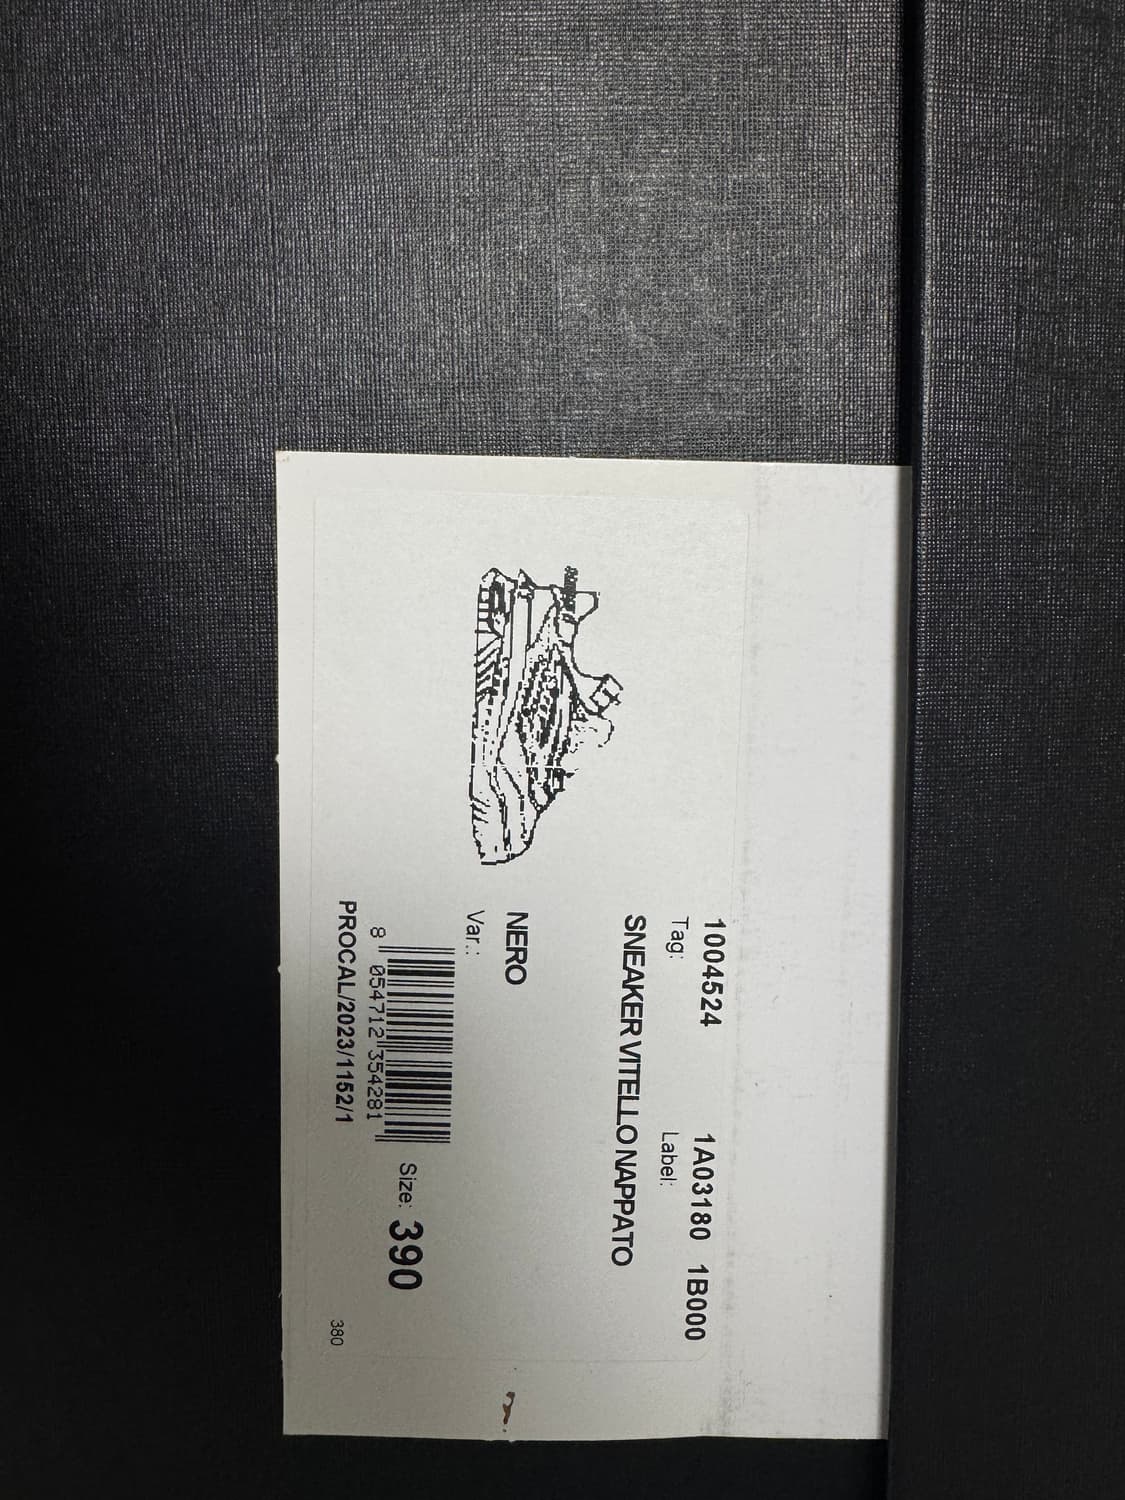 1004524 1A03180 1B000
Tag: Label:
SNEAKER VITELLO NAPPATO
NERO
Var.:
8 054712 354281
Size: 390
PROCAL/2023/1152/1
380